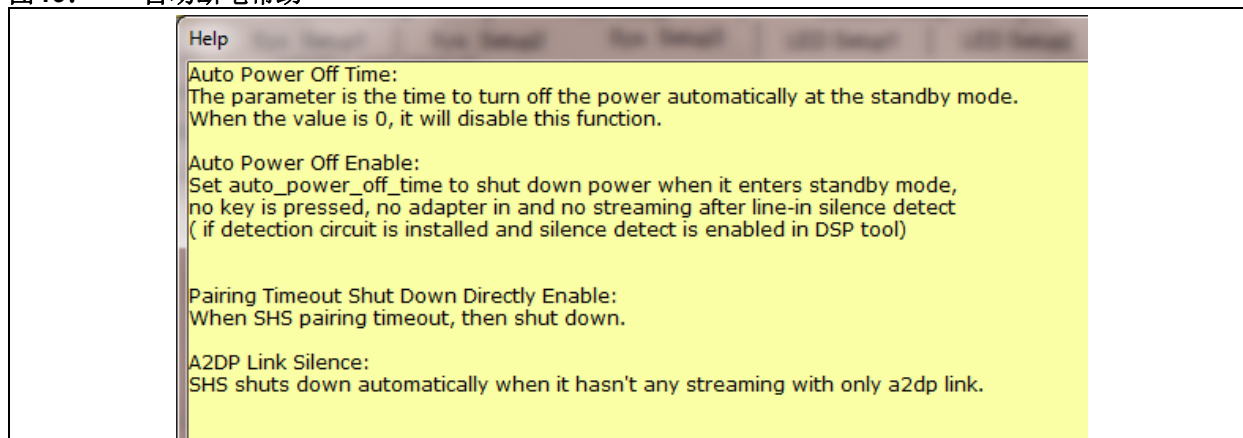 Help
Auto Power Off Time:
The parameter is the time to turn off the power automatically at the standby mode.
When the value is 0, it will disable this function.
Auto Power Off Enable:
Set auto_power_off_time to shut down power when it enters standby mode,
no key is pressed, no adapter in and no streaming after line-in silence detect
( if detection circuit is installed and silence detect is enabled in DSP tool)
Pairing Timeout Shut Down Directly Enable:
When SHS pairing timeout, then shut down.
A2DP Link Silence:
SHS shuts down automatically when it hasn't any streaming with only a2dp link.